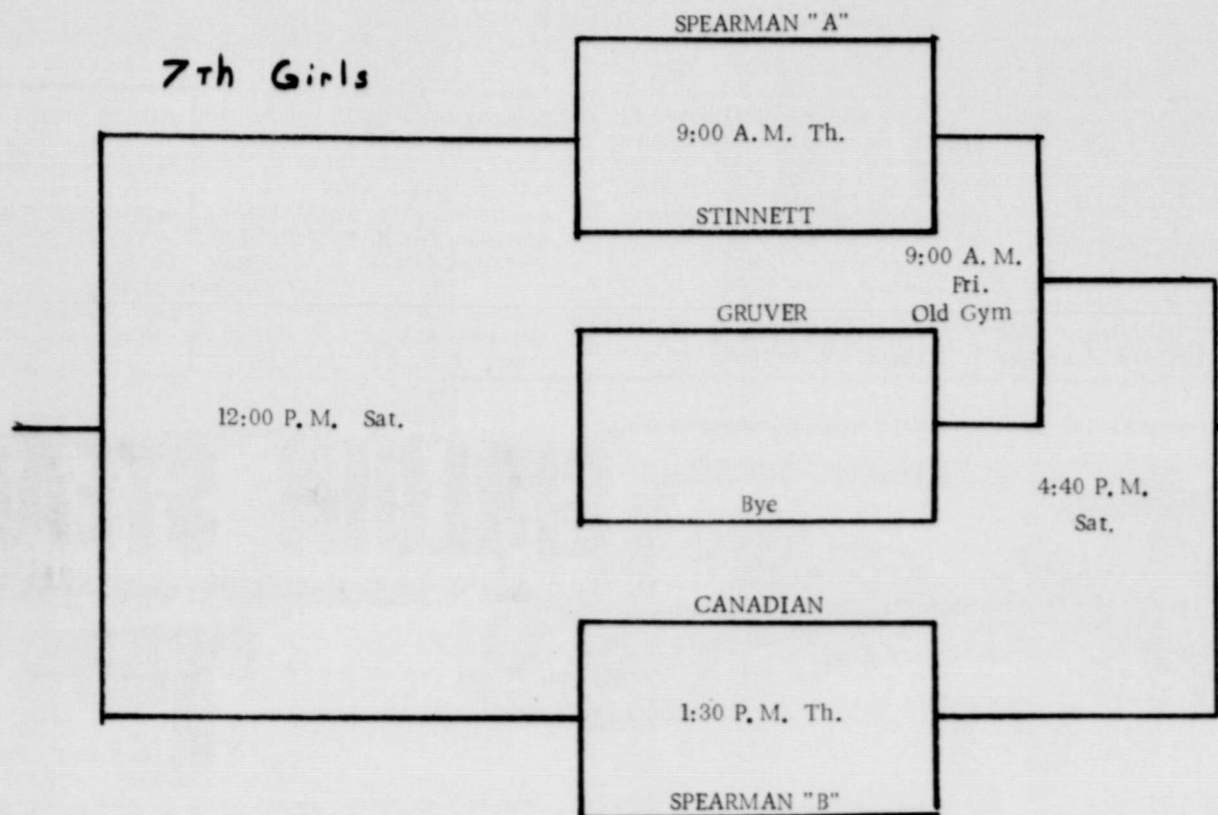 SPEARMAN "A"
7Th Girls
9:00 A.M. Th.
STINNETT
9:00 A.M.
Fri.
Old Gym
GRUVER
12:00 P.M. Sat.
Bye
4:40 P.M.
Sat.
CANADIAN
1:30 P.M. Th.
SPEARMAN "B"